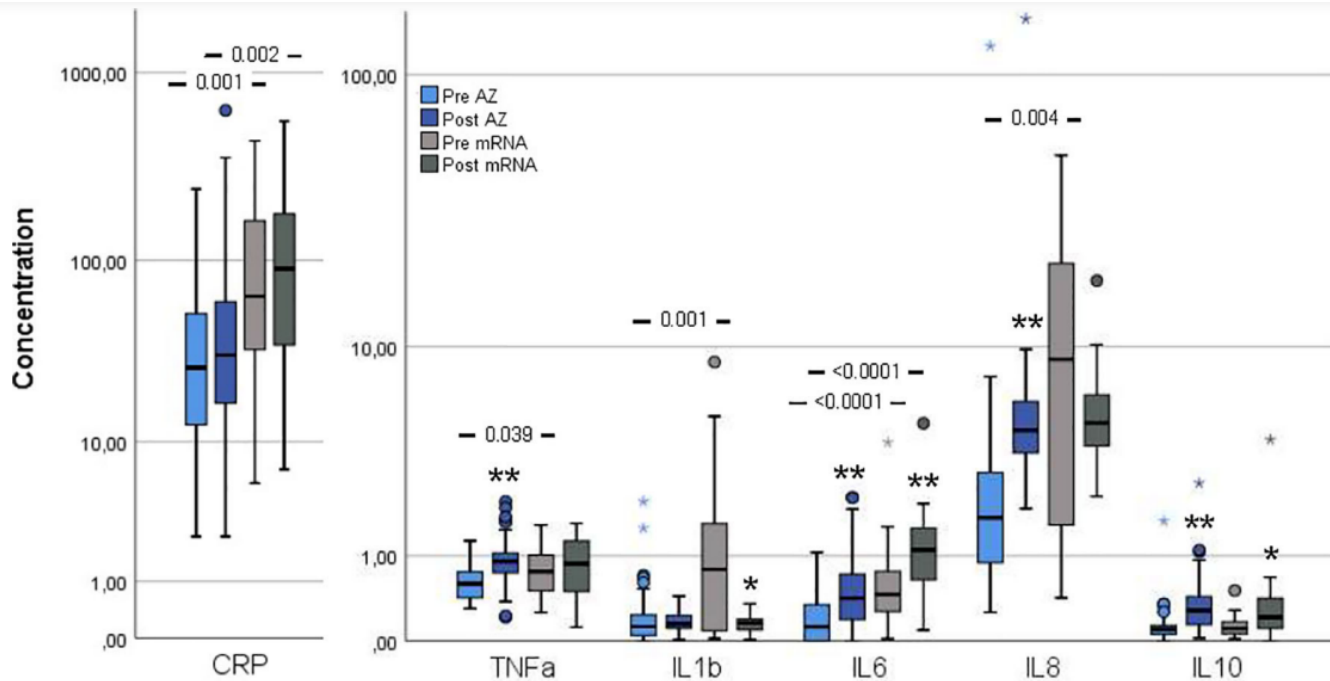 Concentration
1000,00
100,00
10,00
1,00
,00
0.002
0.001
CRP
100,00
10,00
1,00
,00
Pre AZ
Post AZ
Pre mRNA
Post mRNA
0.039
**
0.001
*
<0.0001
<0.0001
**
**
0.004
**
**
*
TNFa
IL1b
IL6
IL8
IL10